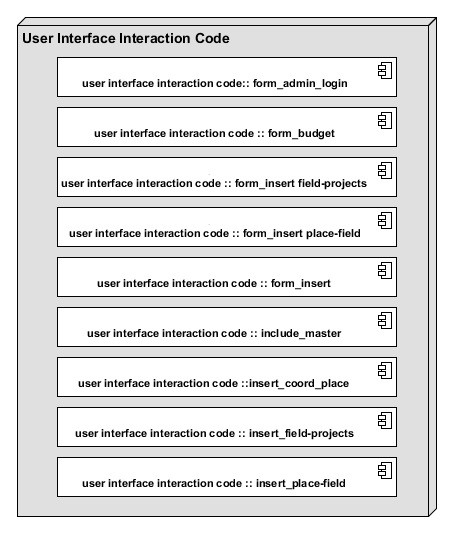 User Interface Interaction Code
user interface interaction code:: form_admin_login
user interface interaction code :: form_budget
user interface interaction code :: form_insert field-projects
user interface interaction code :: form_insert place-field
user interface interaction code :: form_insert
user interface interaction code :: include_master
user interface interaction code ::insert_coord_place
user interface interaction code :: insert_field-projects
user interface interaction code :: insert_place-field